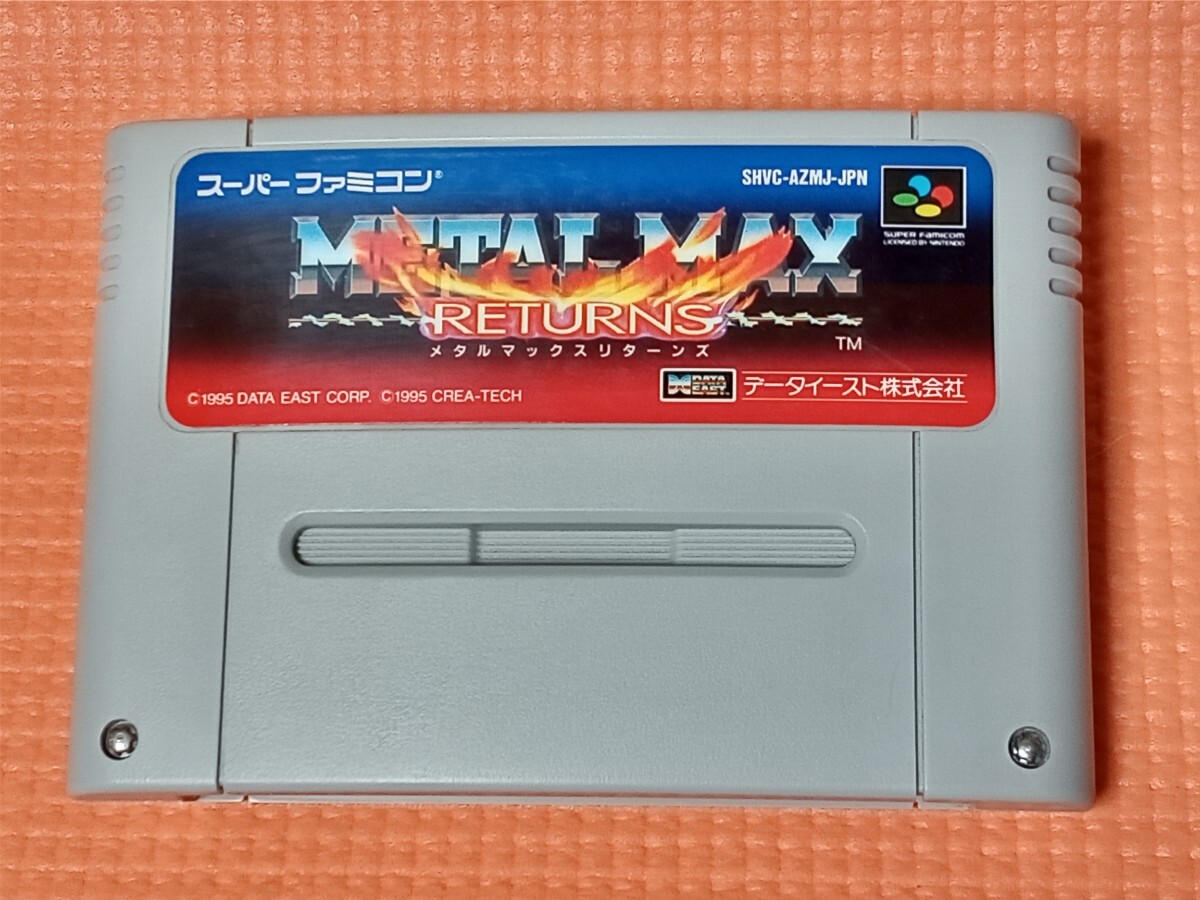 スーパーファミコン®
SHVC-AZMJ-JPN
SUPER FAMICOM
LICENSED BY NINTENDO
METAL MAX
RETURNS
メタルマックスリターンズ
TM
©1995 DATA EAST CORP. ©1995 CREA-TECH
DATA
EAST
データイースト株式会社